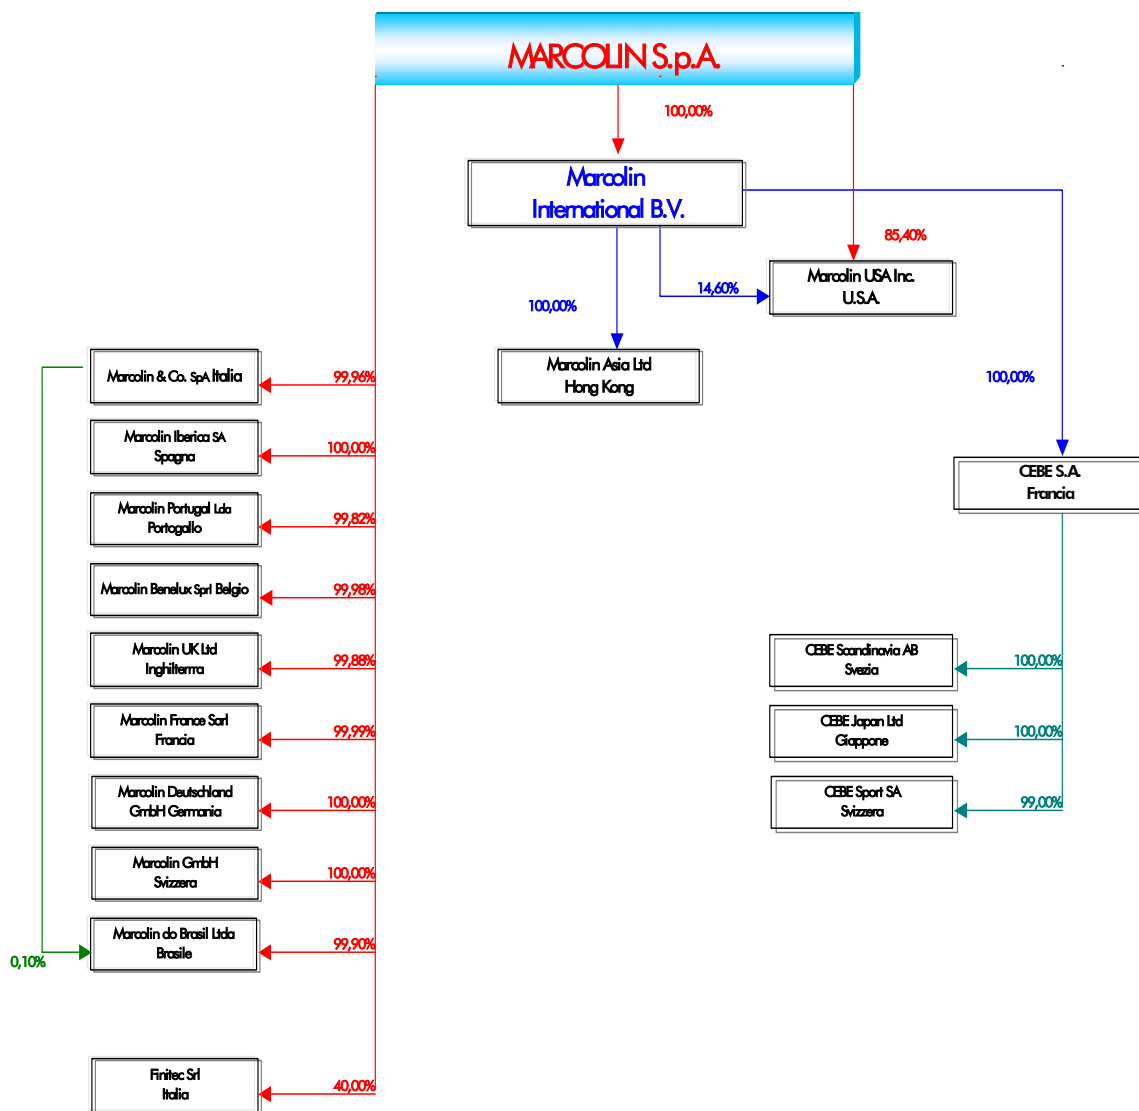 MARCOLIN S.p.A.
100,00%
Marcolin
International B.V.
85,40%
Marcolin USA Inc.
U.S.A.
14,60%
100,00%
Marcolin Asia Ltd
Hong Kong
100,00%
Marcolin & Co. SpA Italia
99,96%
Marcolin Iberica SA
Spagna
100,00%
CEBE S.A.
Francia
Marcolin Portugal Lda
Portogallo
99,82%
Marcolin Benelux Sprl Belgio
99,98%
Marcolin UK Ltd
Inghilterrra
99,88%
CEBE Scandinavia AB
Svezia
100,00%
Marcolin France Sarl
Francia
99,99%
CEBE Japan Ltd
Giappone
100,00%
Marcolin Deutschland
GmbH Germania
100,00%
CEBE Sport SA
Svizzera
99,00%
Marcolin GmbH
Svizzera
100,00%
Marcolin do Brasil Ltda
Brasile
99,90%
0,10%
Finitec Srl
Italia
40,00%